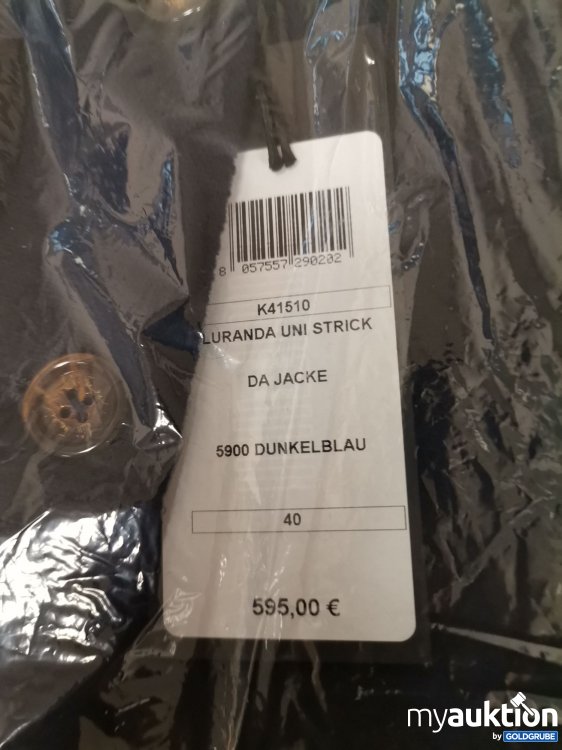 8 057557 290202
K41510
LURANDA UNI STRICK
DA JACKE
5900 DUNKELBLAU
40
595,00 €
myauktion
by GOLDGRUBE